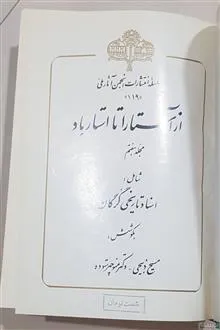 سلسله انتشارات انجمن آثار ملی
«۱۱۹»
از آستارا تا استارباد
مجلد هفتم
شامل:
اسناد تاریخی گرگان
بکوشش:
مسیح ذبیحی - دکتر منوچهر ستوده